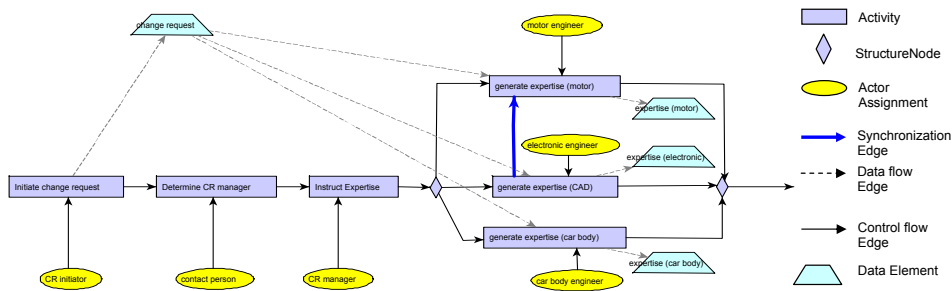 change request
motor engineer
generate expertise (motor)
expertise (motor)
electronic engineer
expertise (electronic)
Initiate change request
Determine CR manager
Instruct Expertise
generate expertise (CAD)
generate expertise (car body)
expertise (car body)
CR initiator
contact person
CR manager
car body engineer
Activity
StructureNode
Actor
Assignment
Synchronization
Edge
Data flow
Edge
Control flow
Edge
Data Element